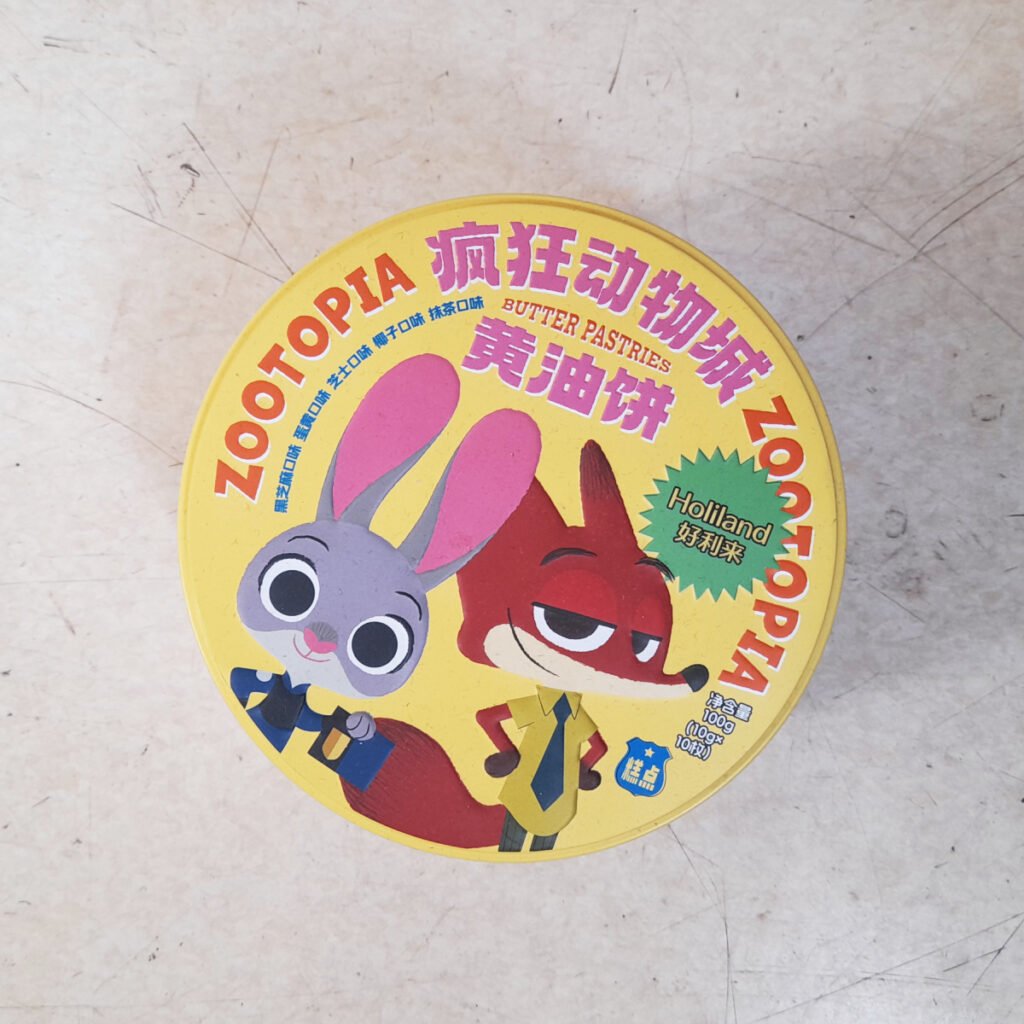 ZOOTOPIA
疯狂动物城
BUTTER PASTRIES
黄油饼
黑芝麻口味 蛋黄口味 芝士口味 椰子口味 抹茶口味
ZOOTOPIA
Holiland
好利来
净含量
100g
(10g×
10枚)
糕点